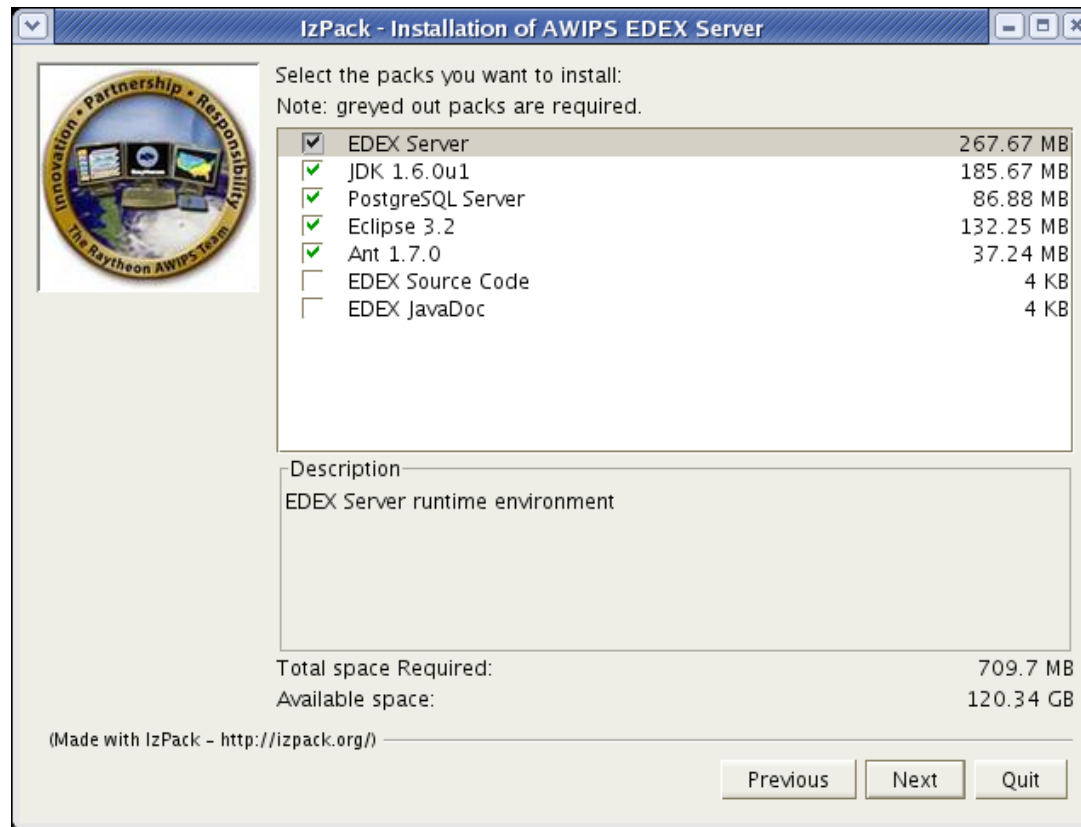 IzPack - Installation of AWIPS EDEX Server
Innovation • Partnership • Responsibility
The Raytheon AWIPS Team
Select the packs you want to install:
Note: greyed out packs are required.
EDEX Server 267.67 MB
JDK 1.6.0u1 185.67 MB
PostgreSQL Server 86.88 MB
Eclipse 3.2 132.25 MB
Ant 1.7.0 37.24 MB
EDEX Source Code 4 KB
EDEX JavaDoc 4 KB
Description
EDEX Server runtime environment
Total space Required: 709.7 MB
Available space: 120.34 GB
(Made with IzPack - http://izpack.org/)
Previous Next Quit